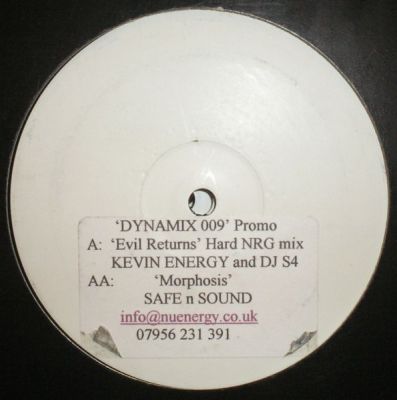 'DYNAMIX 009' Promo
A: 'Evil Returns' Hard NRG mix
KEVIN ENERGY and DJ S4
AA: 'Morphosis'
SAFE n SOUND
info@nuenergy.co.uk
07956 231 391